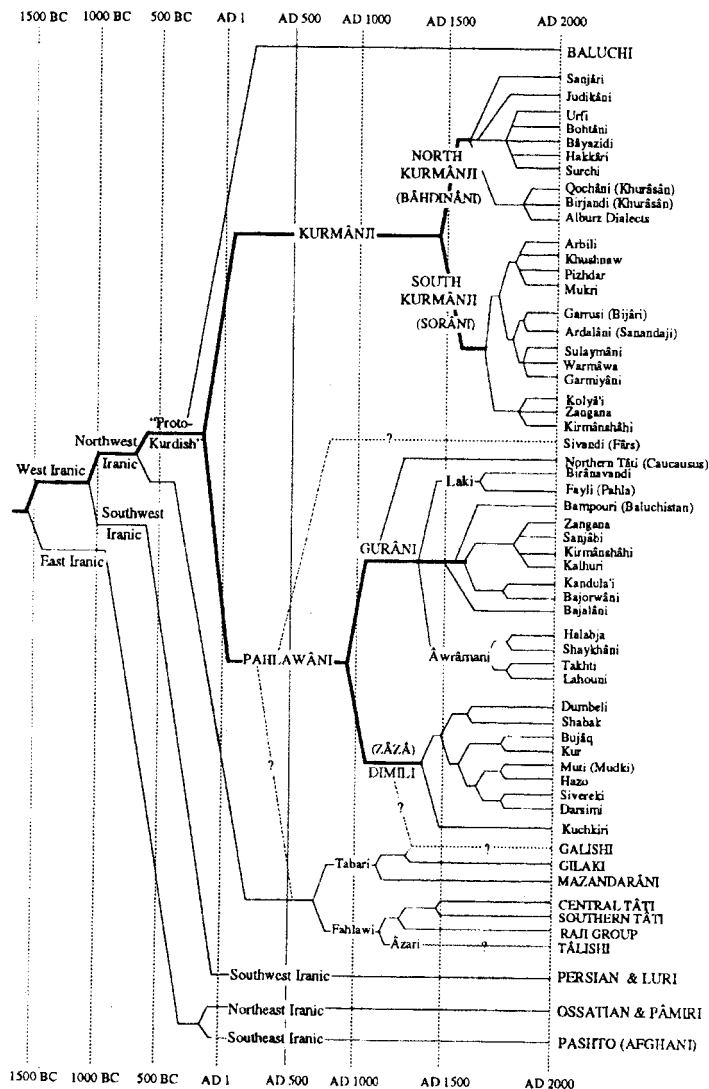 1500 BC 1000 BC 500 BC AD 1 AD 500 AD 1000 AD 1500 AD 2000
BALUCHI
Sanjâri
Judikâni
Urfi
Bohtâni
Bâyazidi
Hakkâri
Surchi
NORTH
KURMÂNJI
(BÂHDINÂNI)
Qochâni (Khurâsân)
Birjandi (Khurâsân)
Alburz Dialects
KURMÂNJI
Arbili
Khushnaw
Pizhdar
Mukri
SOUTH
KURMÂNJI
(SORÂNI)
Garrusi (Bijâri)
Ardalâni (Sanandaji)
Sulaymâni
Warmâwa
Garmiyâni
Kolyâ'i
Zangana
Kirmânshâhi
"Proto-
Kurdish"
Northwest
Iranic
West Iranic
Southwest
Iranic
East Iranic
?
Sivandi (Fârs)
Northern Tâti (Caucausus)
Laki
Birânavandi
Fayli (Pahla)
Bampouri (Baluchistan)
GURÂNI
Zangana
Sanjâbi
Kirmânshâhi
Kalhuri
Kandula'i
Bajorwâni
Bajalâni
PAHLAWÂNI
Âwrâmani
Halabja
Shaykhâni
Takhti
Lahouni
(ZÂZÂ)
DIMILI
Dumbeli
Shabak
Bujâq
Kur
Muti (Mudki)
Hazo
Sivereki
Darsimi
Kuchkiri
?
?
?
GALISHI
Tabari
GILAKI
MAZANDARÂNI
Fahlawi
CENTRAL TÂTI
SOUTHERN TÂTI
RAJI GROUP
Âzari
?
TÂLISHI
Southwest Iranic
PERSIAN & LURI
Northeast Iranic
OSSATIAN & PÂMIRI
Southeast Iranic
PASHTO (AFGHANI)
1500 BC 1000 BC 500 BC AD 1 AD 500 AD 1000 AD 1500 AD 2000